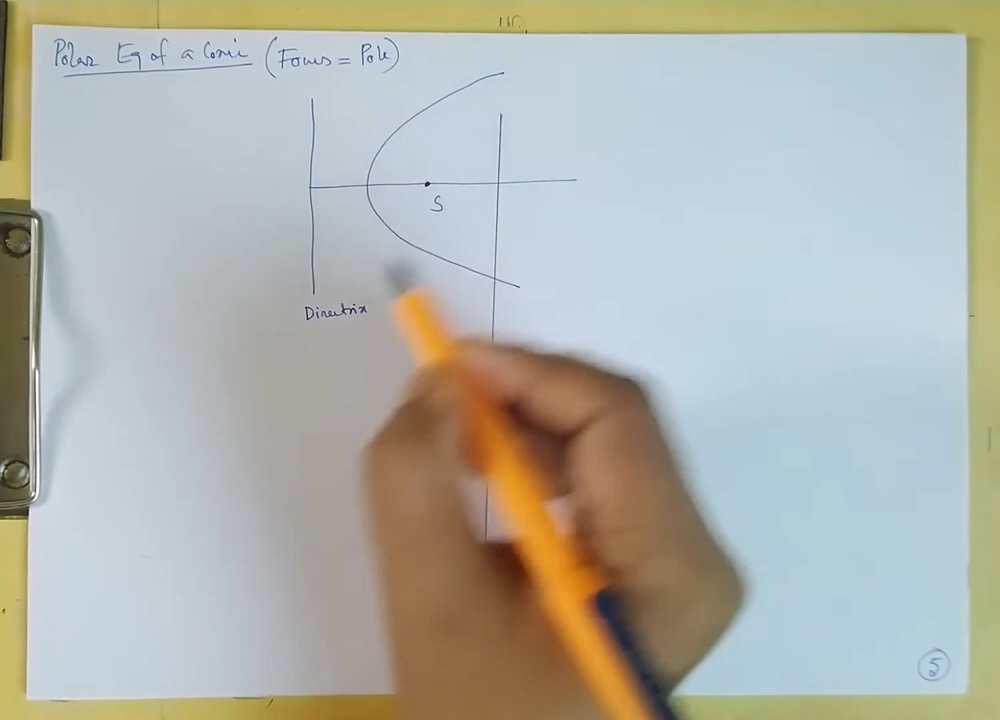 Polar Eq of a Conic (Focus = Pole)
S
Directrix
5